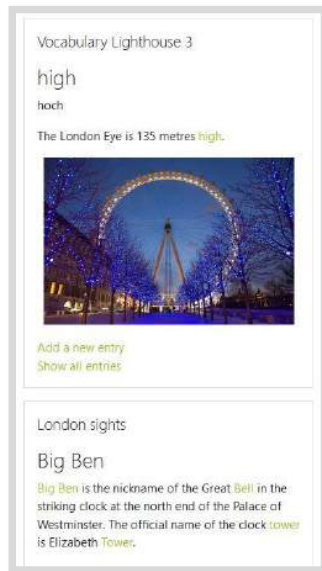 Vocabulary Lighthouse 3
high
hoch
The London Eye is 135 metres high.
Add a new entry
Show all entries
London sights
Big Ben
Big Ben is the nickname of the Great Bell in the
striking clock at the north end of the Palace of
Westminster. The official name of the clock tower
is Elizabeth Tower.